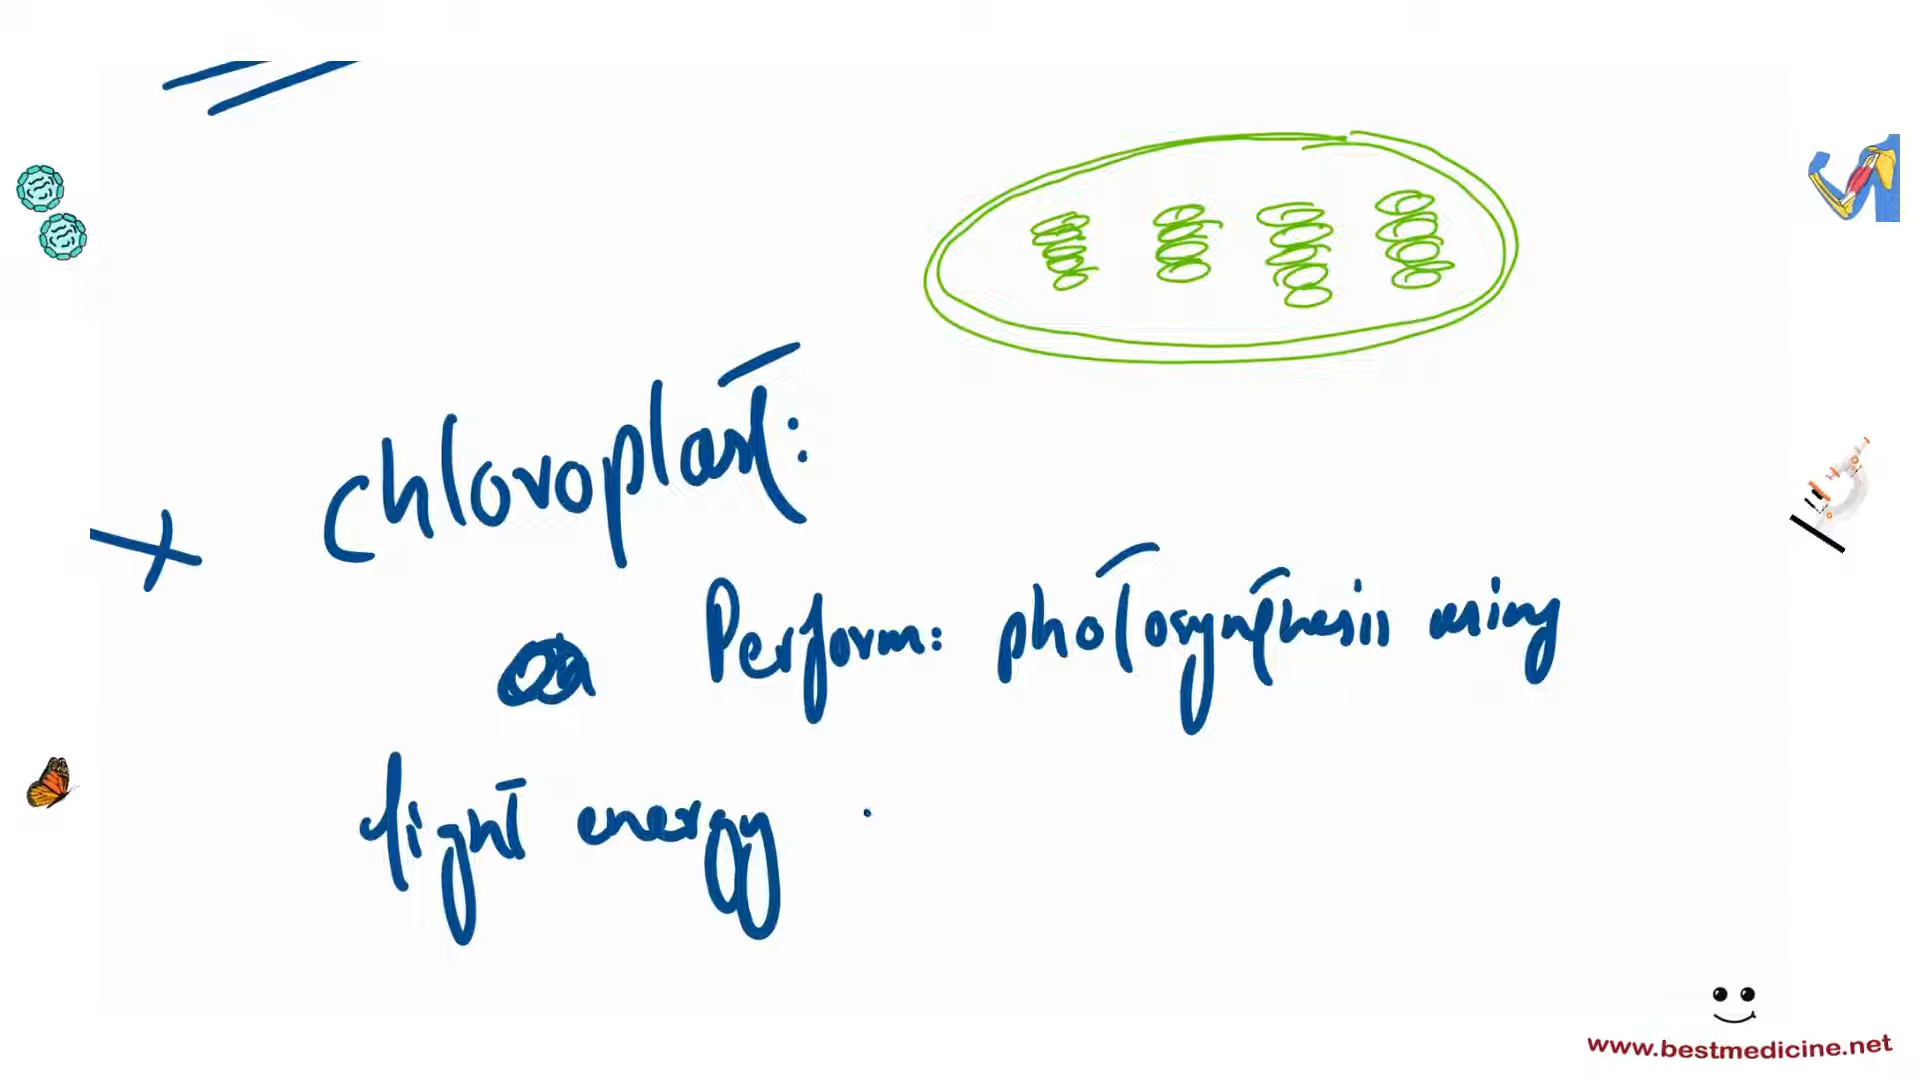 Chloroplast:
Perform: photosynthesis using
light energy .
www.bestmedicine.net